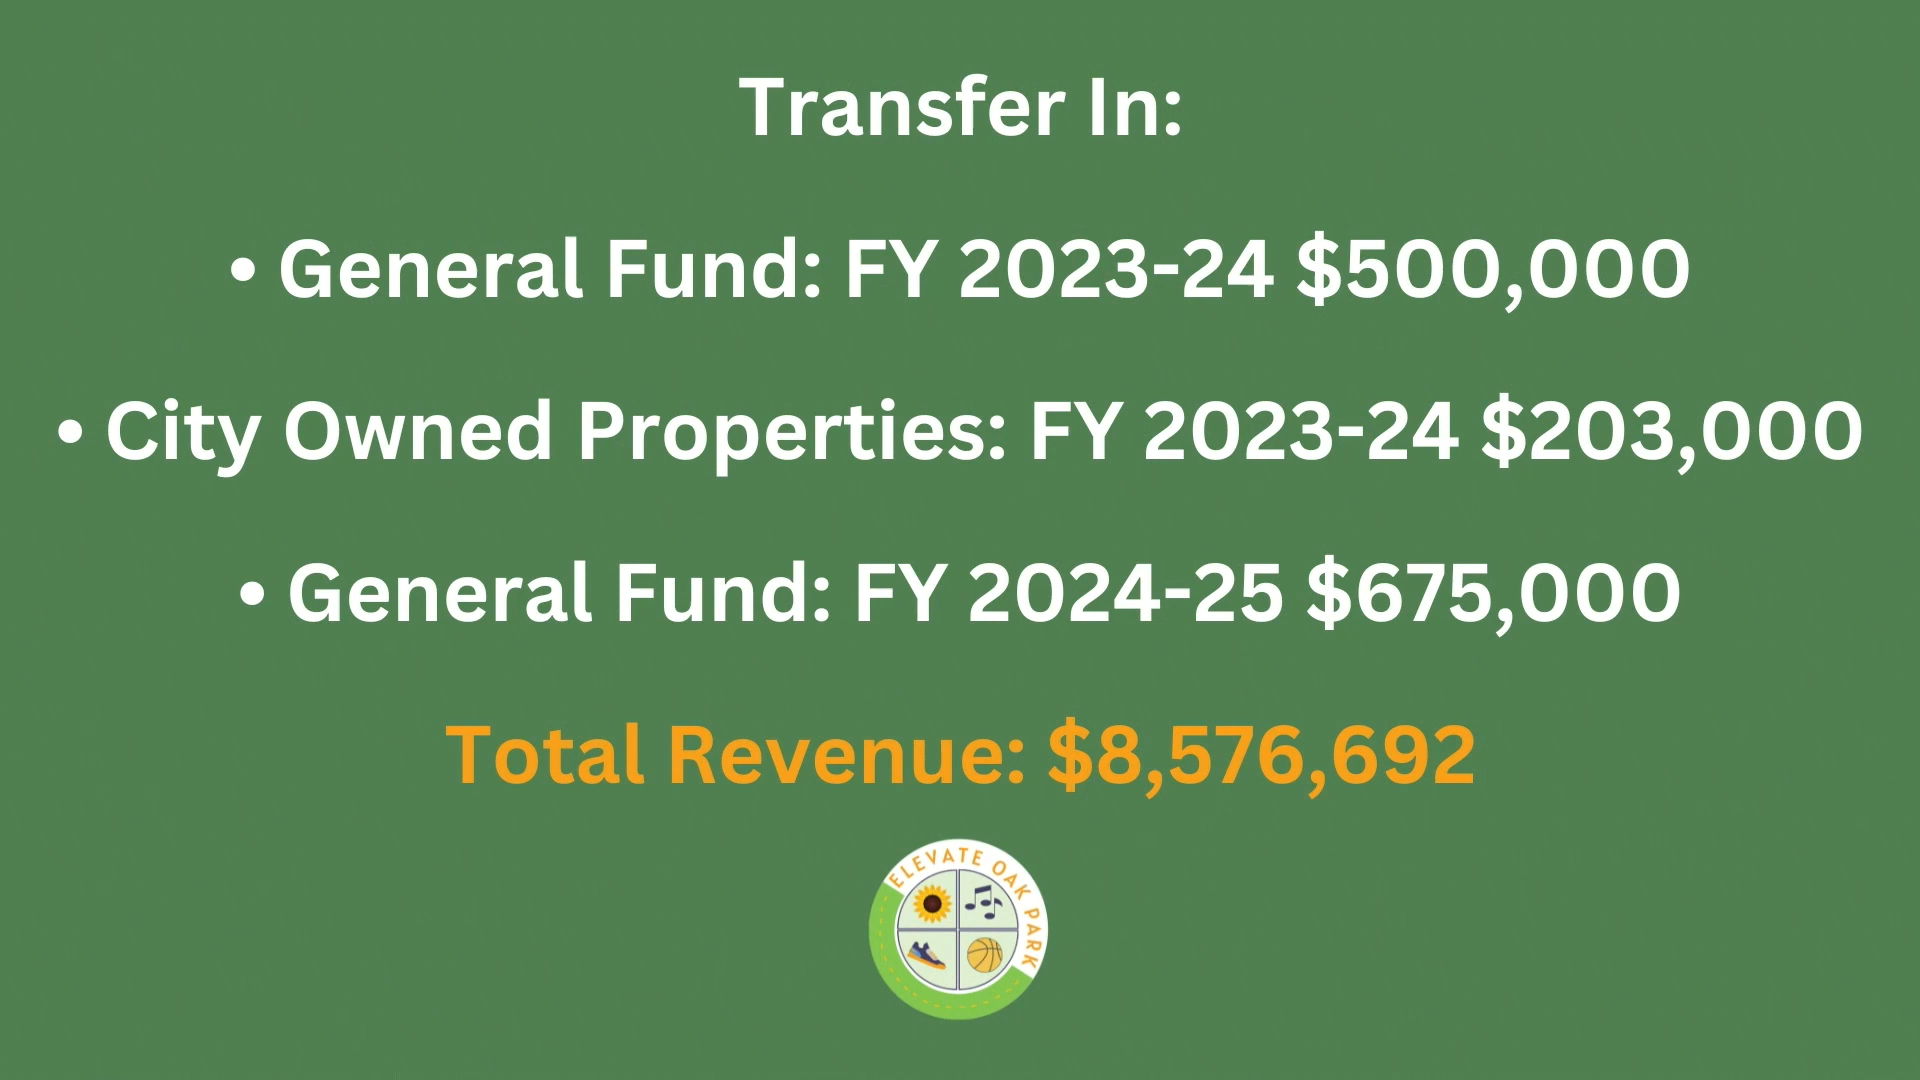 Transfer In:
• General Fund: FY 2023-24 $500,000
• City Owned Properties: FY 2023-24 $203,000
• General Fund: FY 2024-25 $675,000
Total Revenue: $8,576,692
ELEVATE OAK PARK